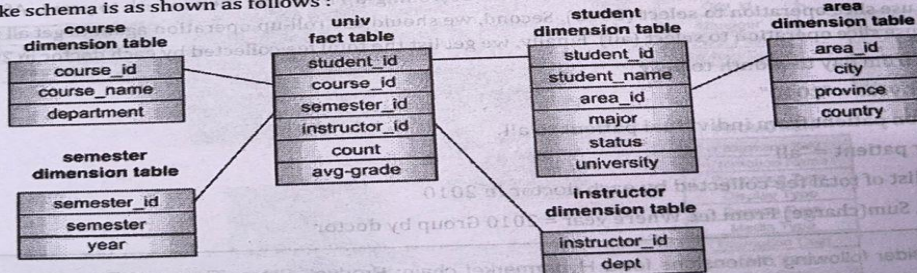 ke schema is as shown as follows :
course
dimension table
course_id
course_name
department
semester
dimension table
semester_id
semester
year
univ
fact table
student_id
course_id
semester_id
instructor_id
count
avg-grade
student
dimension table
student_id
student_name
area_id
major
status
university
instructor
dimension table
instructor_id
dept
area
dimension table
area_id
city
province
country